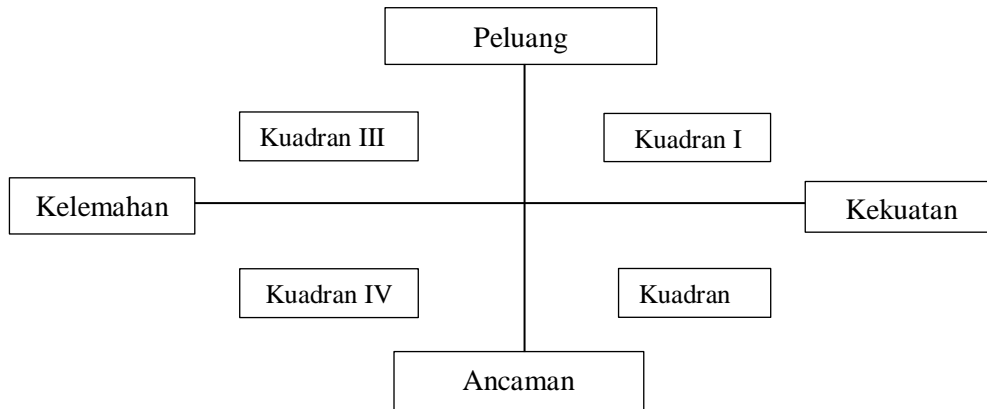 Peluang
Kuadran III
Kuadran I
Kelemahan
Kekuatan
Kuadran IV
Kuadran
Ancaman